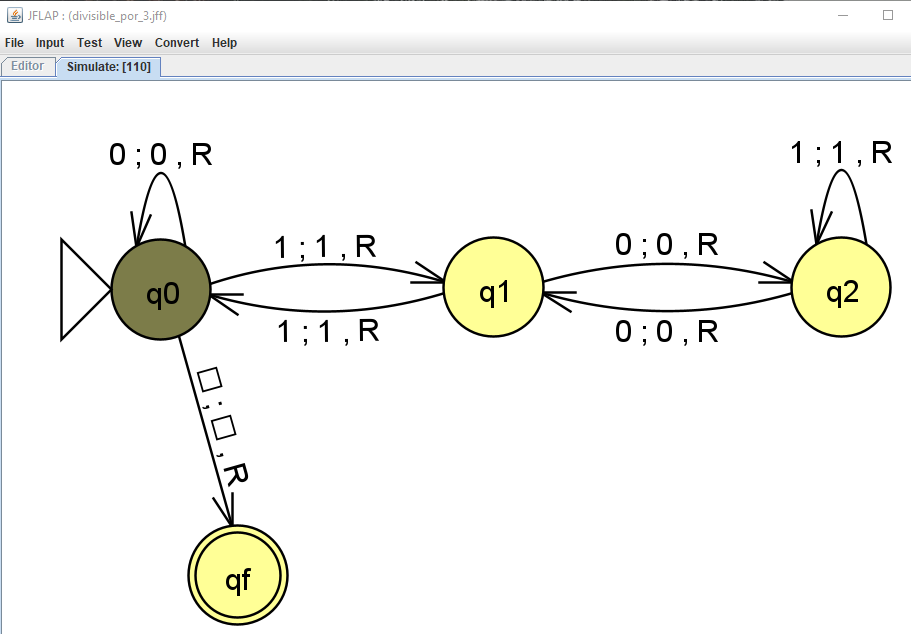 JFLAP : (divisible_por_3.jff)
File Input Test View Convert Help
Editor Simulate: [110]
0 ; 0 , R
1 ; 1 , R
1 ; 1 , R
0 ; 0 , R
q0
q1
q2
1 ; 1 , R
0 ; 0 , R
□ ; □ , R
qf